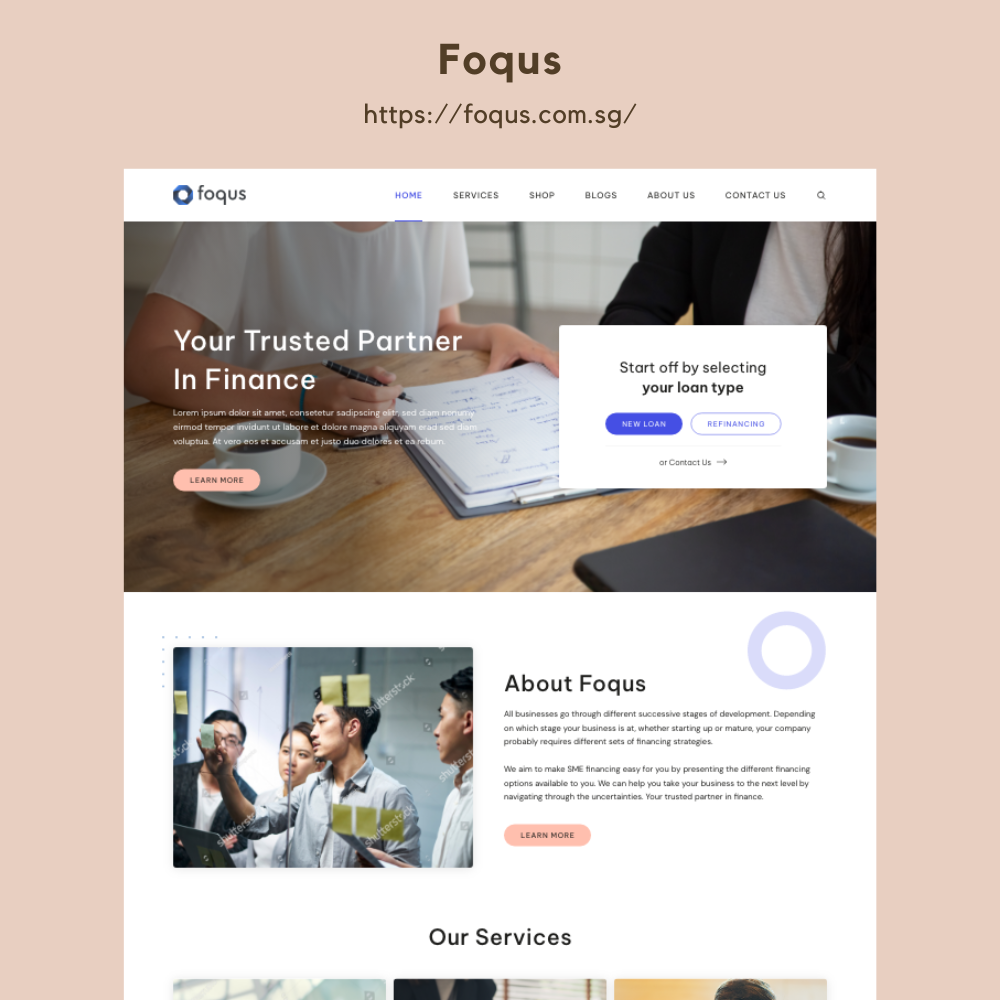 Foqus
https://foqus.com.sg/
foqus
HOME SERVICES SHOP BLOGS ABOUT US CONTACT US
Your Trusted Partner
In Finance
Lorem ipsum dolor sit amet, consetetur sadipscing elitr, sed diam nonumy
eirmod tempor invidunt ut labore et dolore magna aliquyam erad sed diam
voluptua. At vero eos et accusam et justo duo dolores et ea rebum.
LEARN MORE
Start off by selecting
your loan type
NEW LOAN REFINANCING
or Contact Us
About Foqus
All businesses go through different successive stages of development. Depending
on which stage your business is at, whether starting up or mature, your company
probably requires different sets of financing strategies.
We aim to make SME financing easy for you by presenting the different financing
options available to you. We can help you take your business to the next level by
navigating through the uncertainties. Your trusted partner in finance.
LEARN MORE
shutterstock
shutterstock
shutterstock
shutterstock
Our Services